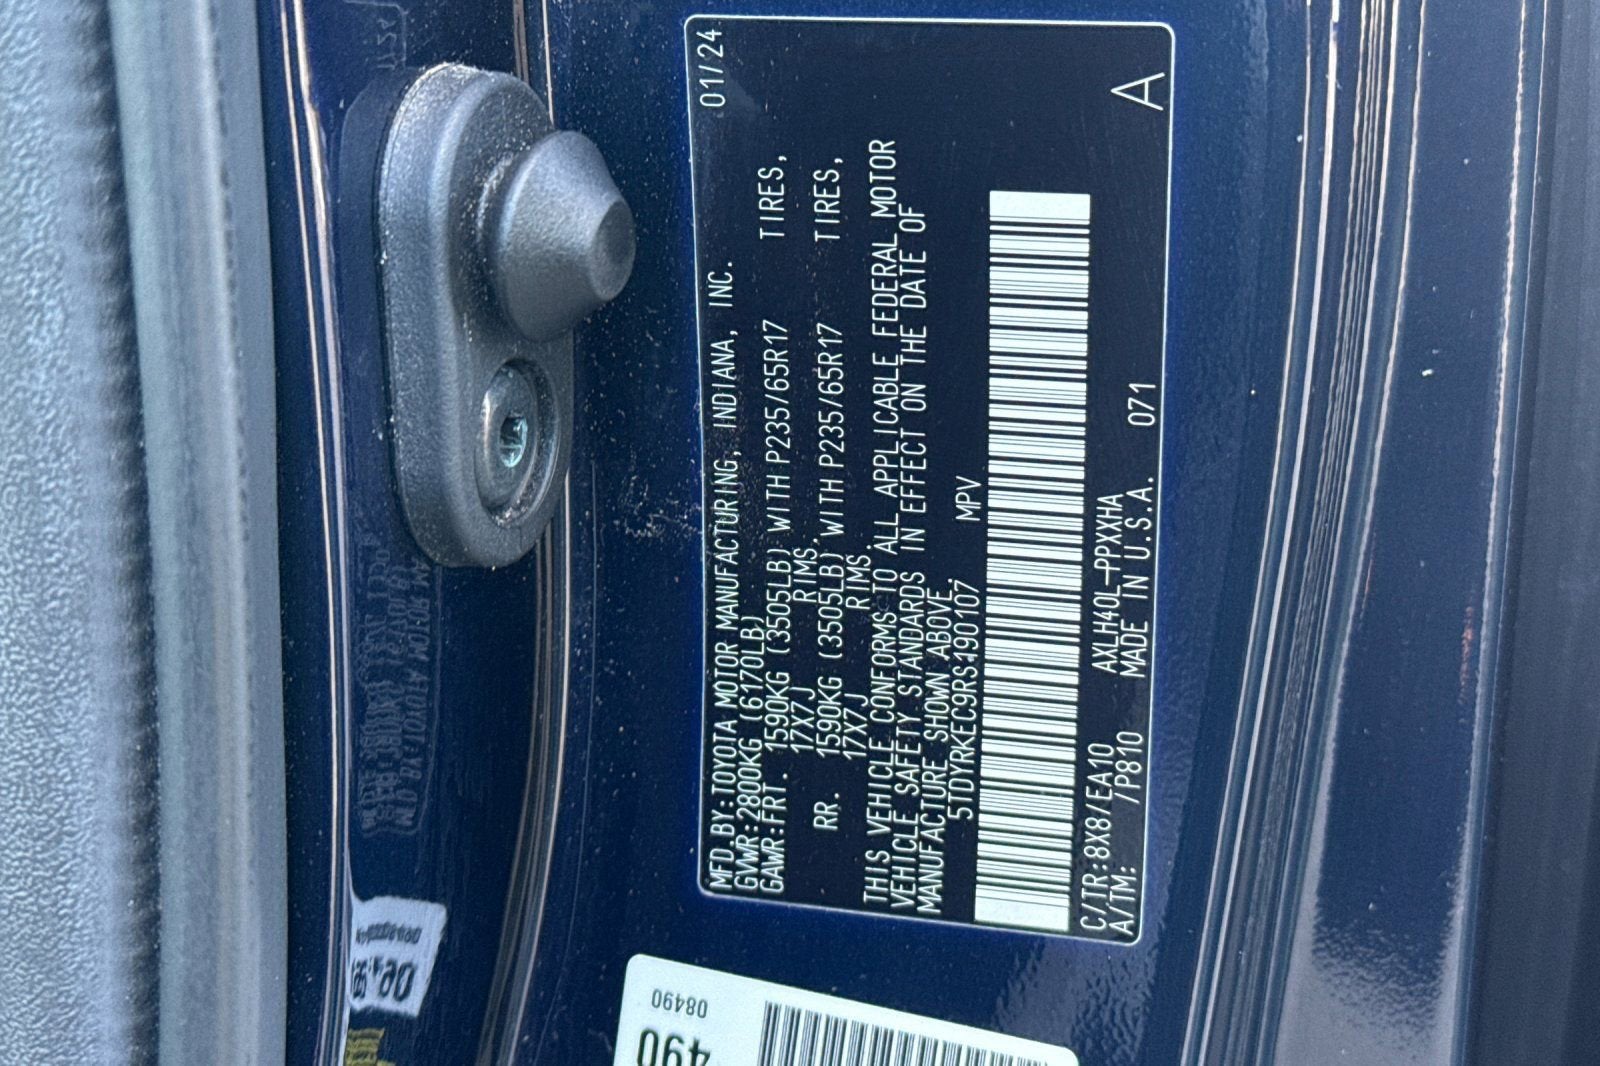 MFD.BY:TOYOTA MOTOR MANUFACTURING, INDIANA, INC. 01/24
GVWR:2800KG (6170LB)
GAWR:FRT. 1590KG (3505LB) WITH P235/65R17 TIRES,
17X7J RIMS,
RR. 1590KG (3505LB) WITH P235/65R17 TIRES,
17X7J RIMS
THIS VEHICLE CONFORMS TO ALL APPLICABLE FEDERAL MOTOR
VEHICLE SAFETY STANDARDS IN EFFECT ON THE DATE OF
MANUFACTURE SHOWN ABOVE.
5TDYRKEC9RS190107 MPV
C/TR:8X8/EA10 AXLH40L-PPXXHA
A/TM: /P810 MADE IN U.S.A. 071 A
08490
490